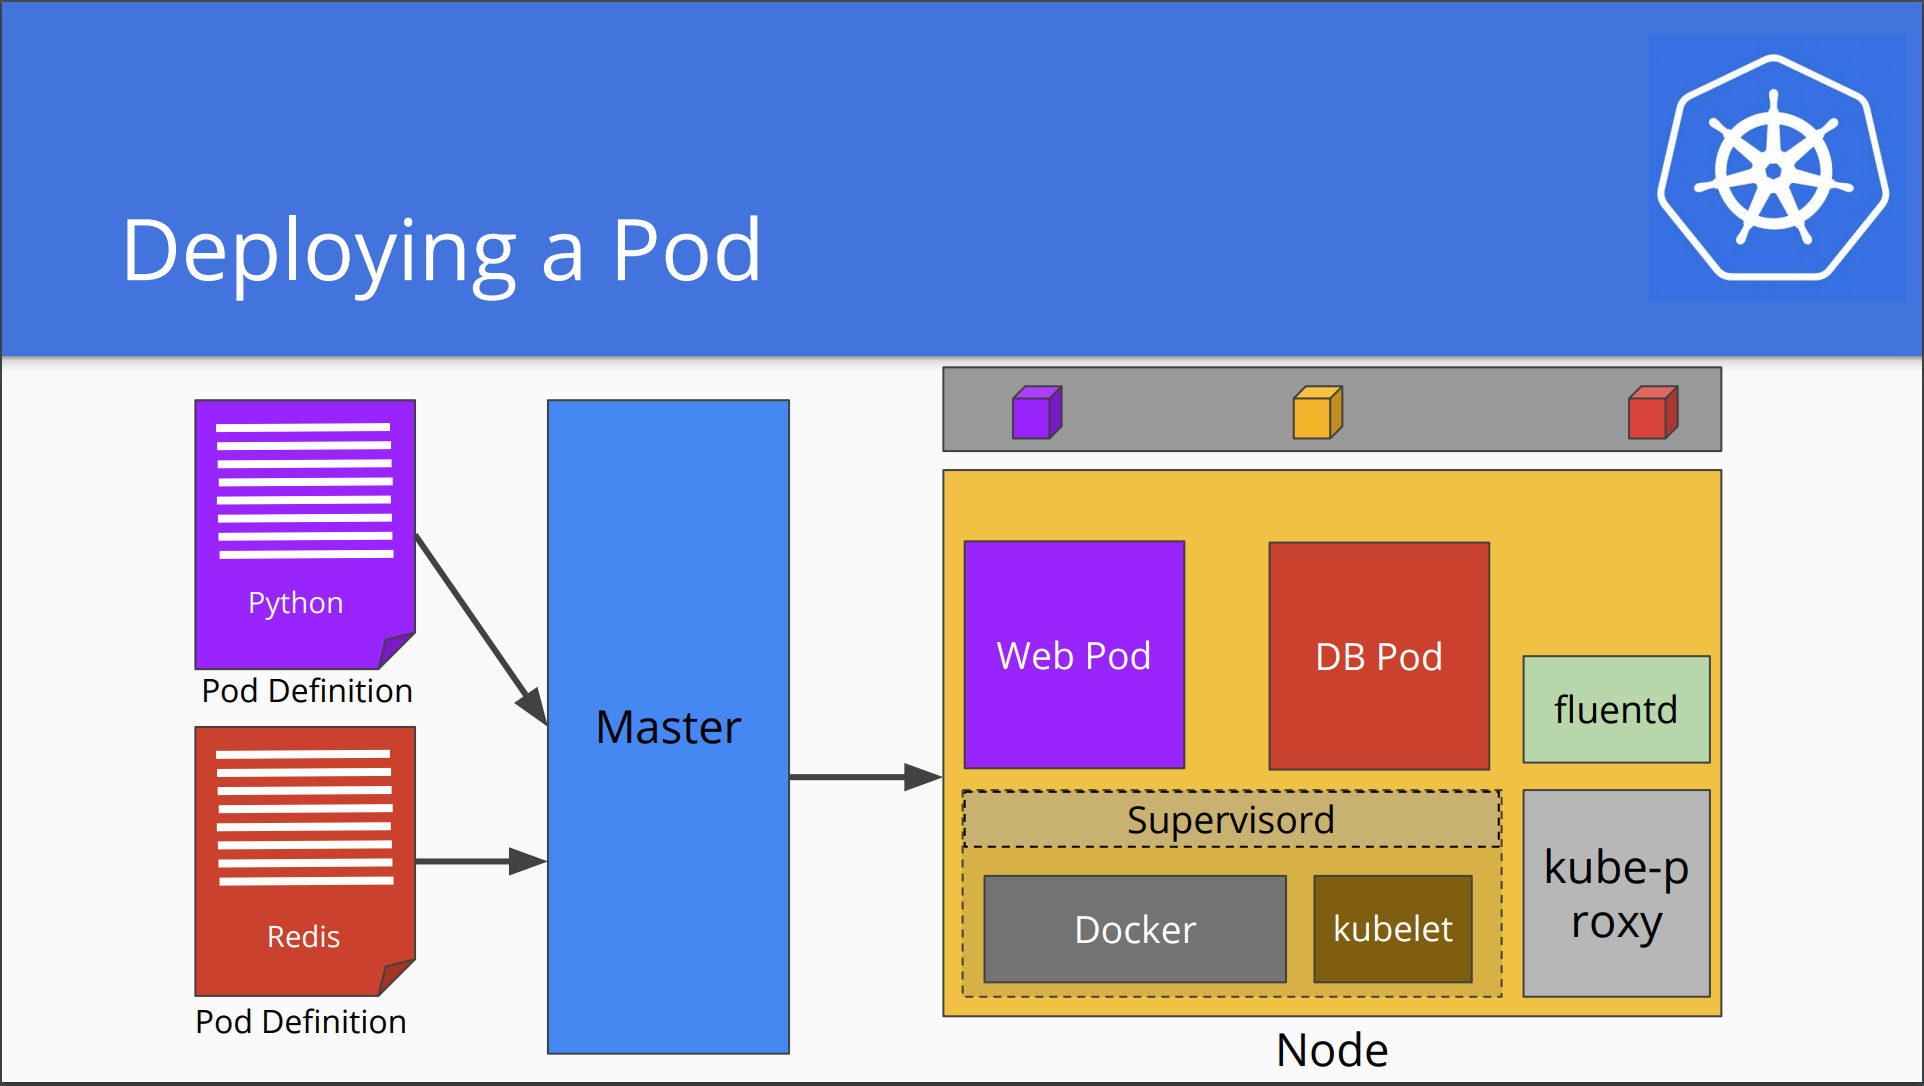 Deploying a Pod
Python
Pod Definition
Redis
Pod Definition
Master
Web Pod
DB Pod
fluentd
Supervisord
Docker
kubelet
kube-p
roxy
Node